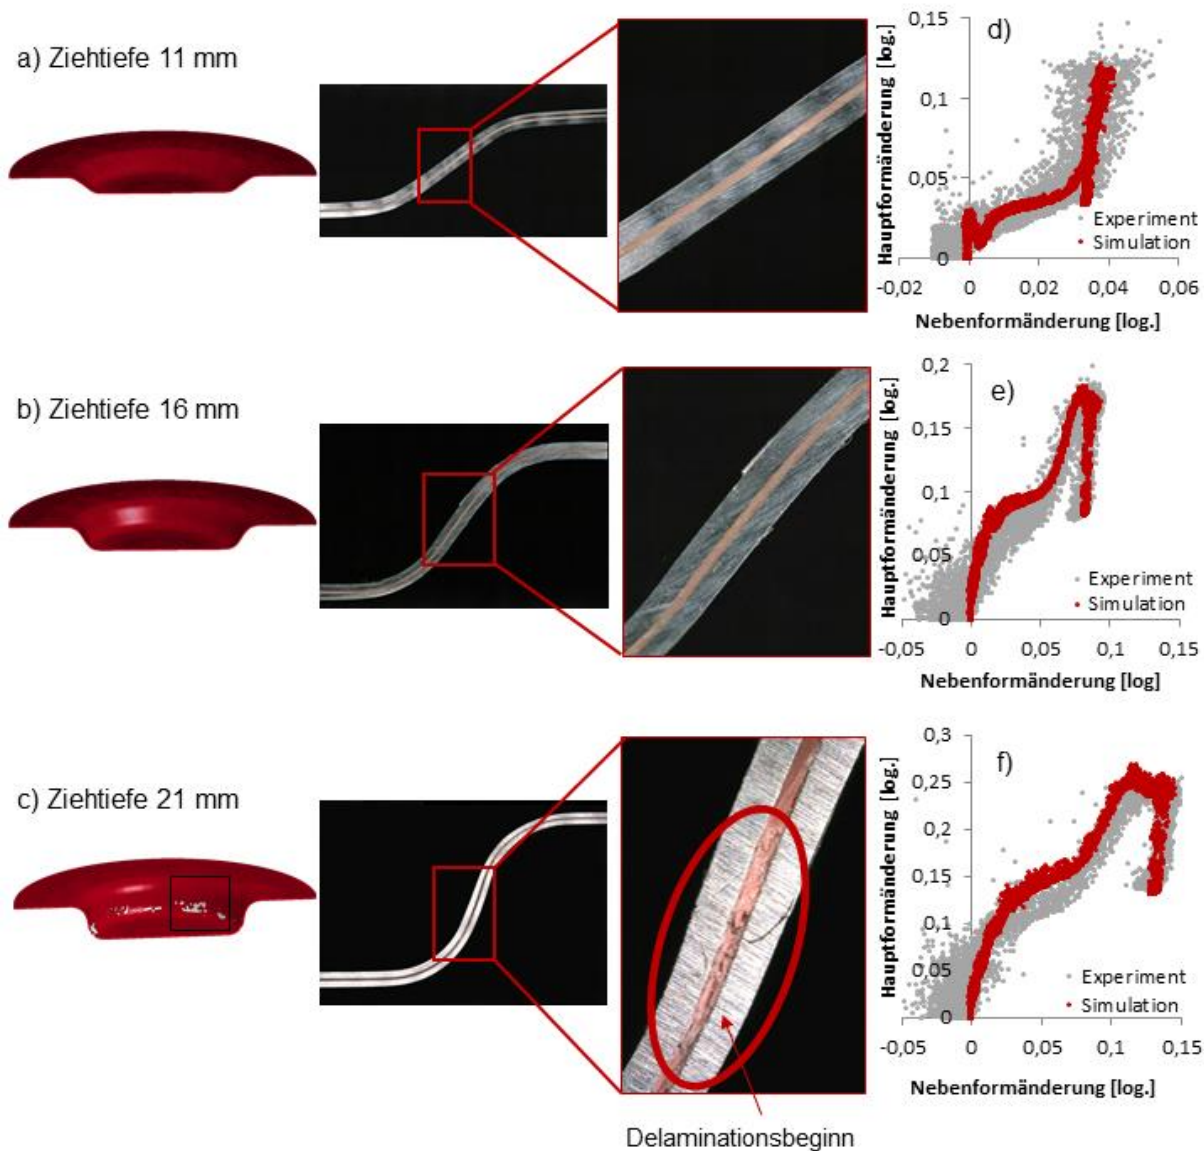 a) Ziehtiefe 11 mm
d)
Hauptformänderung [log.]
0,15
0,1
0,05
0
-0,02
0
0,02
0,04
0,06
Experiment
Simulation
Nebenformänderung [log.]
b) Ziehtiefe 16 mm
e)
Hauptformänderung [log.]
0,2
0,15
0,1
0,05
0
-0,05
0
0,05
0,1
0,15
Experiment
Simulation
Nebenformänderung [log]
c) Ziehtiefe 21 mm
f)
Hauptformänderung [log.]
0,3
0,25
0,2
0,15
0,1
0,05
0
-0,05
0
0,05
0,1
0,15
Experiment
Simulation
Nebenformänderung [log.]
Delaminationsbeginn